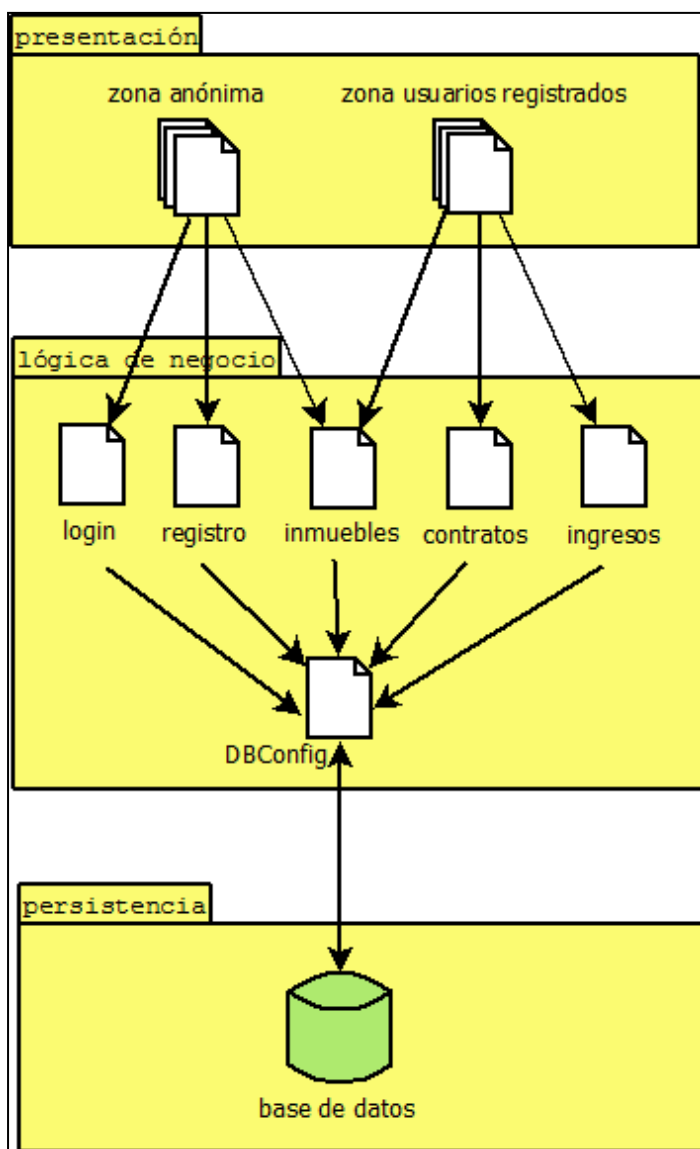 presentación
zona anónima
zona usuarios registrados
lógica de negocio
login
registro
inmuebles
contratos
ingresos
DBConfig
persistencia
base de datos